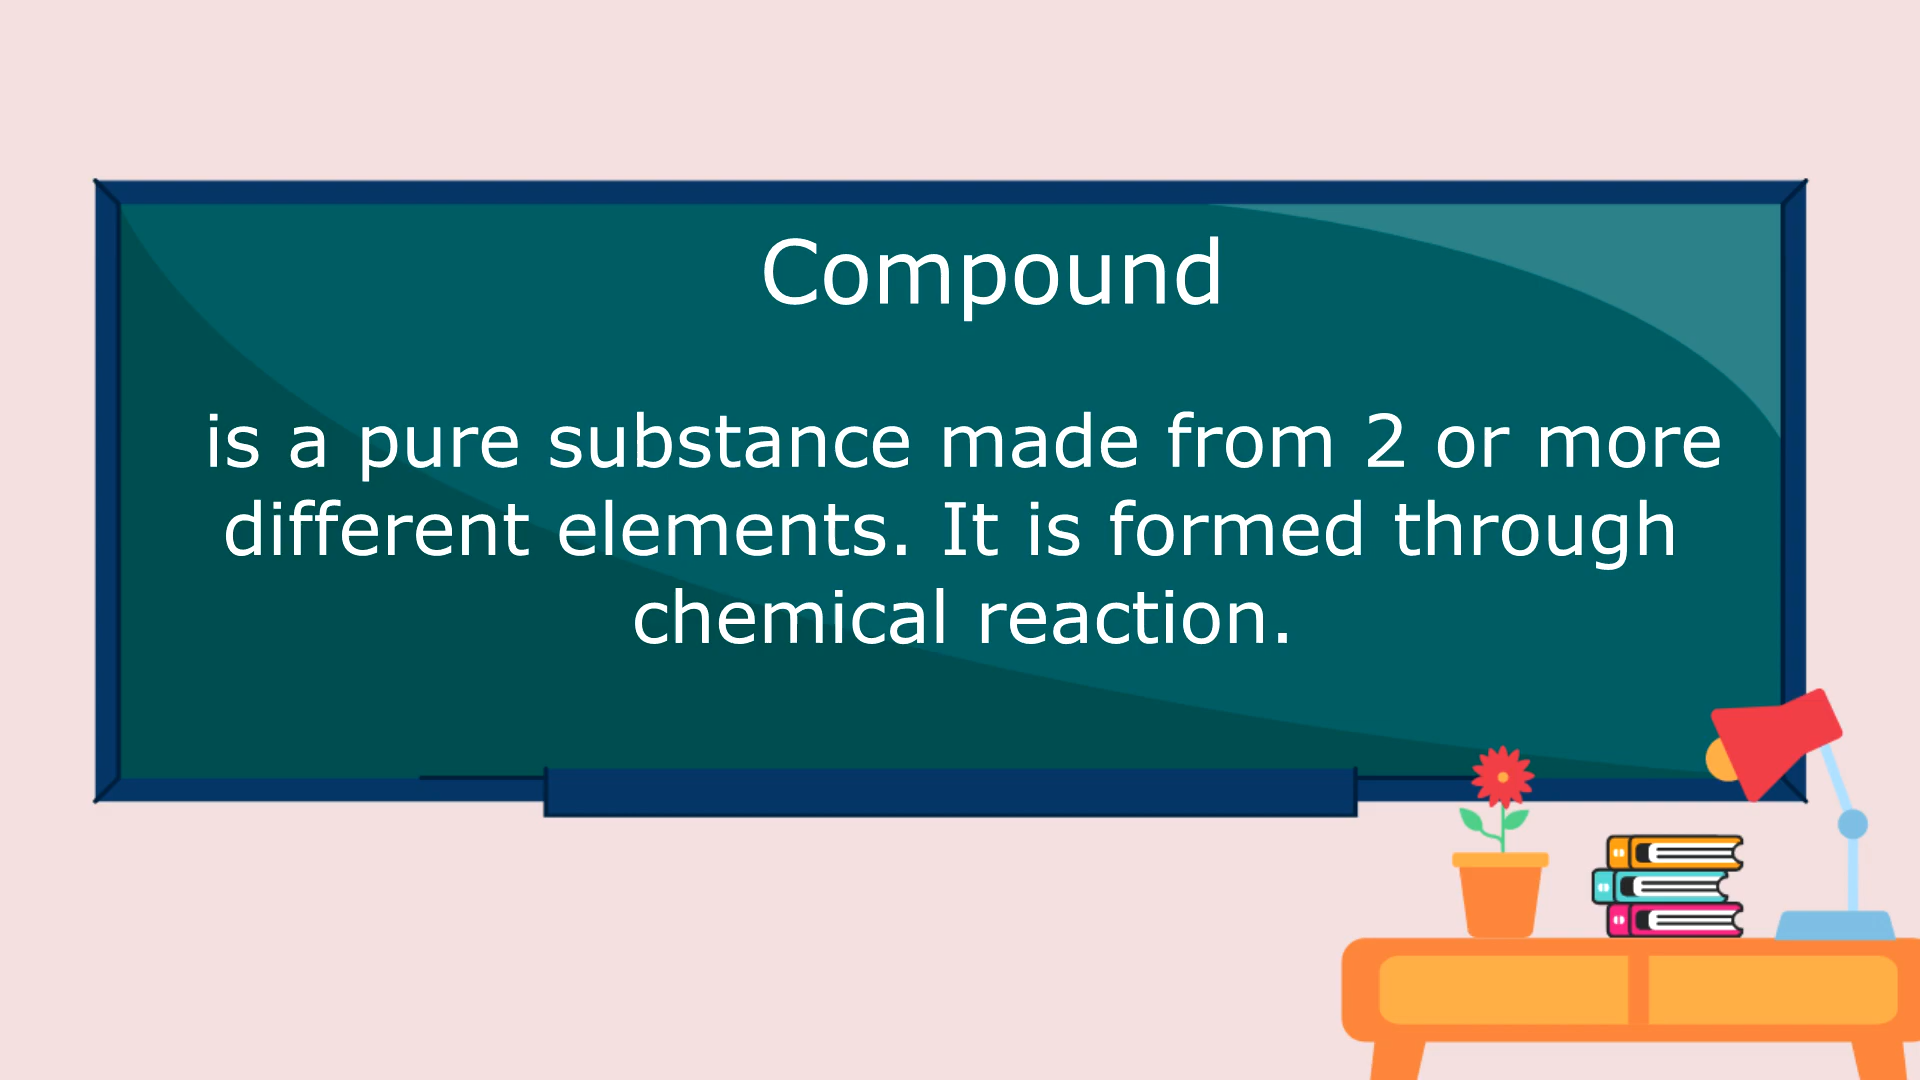 Compound
is a pure substance made from 2 or more
different elements. It is formed through
chemical reaction.